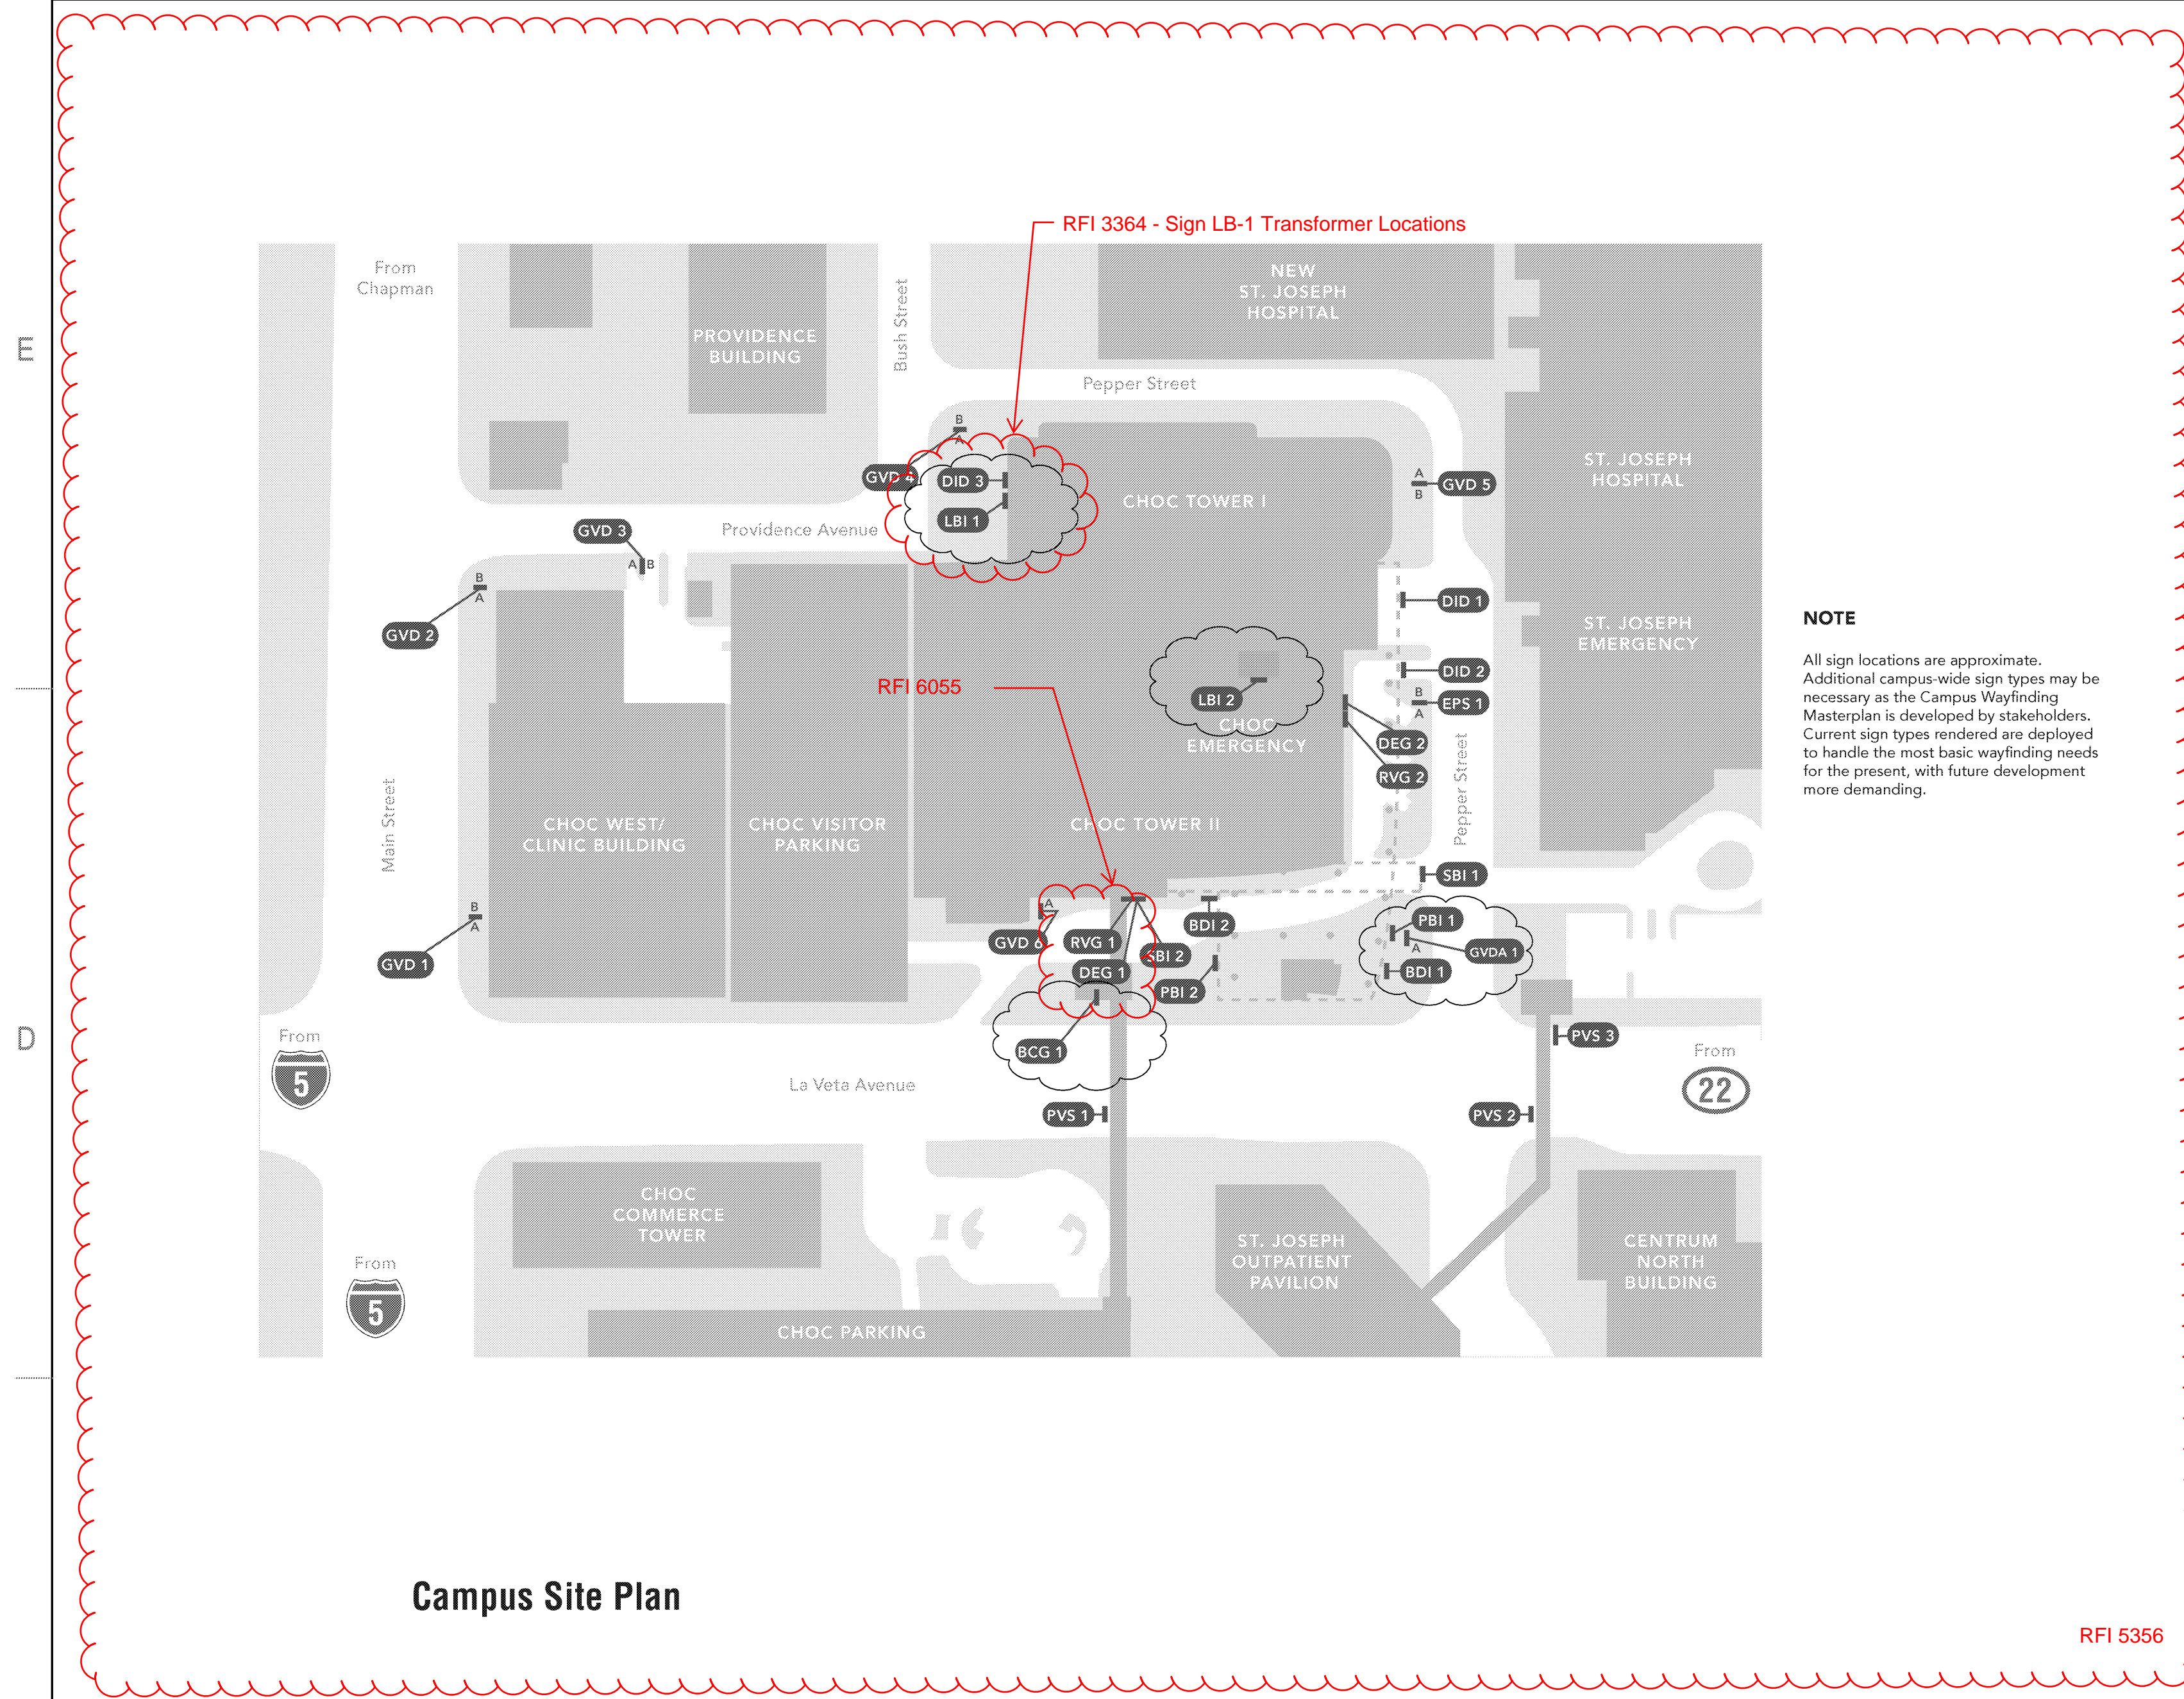 RFI 3364 - Sign LB-1 Transformer Locations
From
Chapman
PROVIDENCE
BUILDING
Bush Street
NEW
ST. JOSEPH
HOSPITAL
E
Pepper Street
B
A
GVD 4
DID 3
LBI 1
CHOC TOWER I
A
B
GVD 5
ST. JOSEPH
HOSPITAL
GVD 3
A
B
Providence Avenue
B
A
GVD 2
DID 1
ST. JOSEPH
EMERGENCY
DID 2
NOTE
All sign locations are approximate.
Additional campus-wide sign types may be
necessary as the Campus Wayfinding
Masterplan is developed by stakeholders.
Current sign types rendered are deployed
to handle the most basic wayfinding needs
for the present, with future development
more demanding.
RFI 6055
LBI 2
CHOC
EMERGENCY
B
A
EPS 1
DEG 2
RVG 2
Pepper Street
Main Street
CHOC WEST/
CLINIC BUILDING
CHOC VISITOR
PARKING
CHOC TOWER II
SBI 1
B
A
GVD 1
A
GVD 6
RVG 1
SBI 2
DEG 1
BDI 2
PBI 2
PBI 1
A
GVDA 1
BDI 1
D
From
5
BCG 1
PVS 3
From
22
La Veta Avenue
PVS 1
PVS 2
CHOC
COMMERCE
TOWER
ST. JOSEPH
OUTPATIENT
PAVILION
CENTRUM
NORTH
BUILDING
From
5
CHOC PARKING
Campus Site Plan
RFI 5356